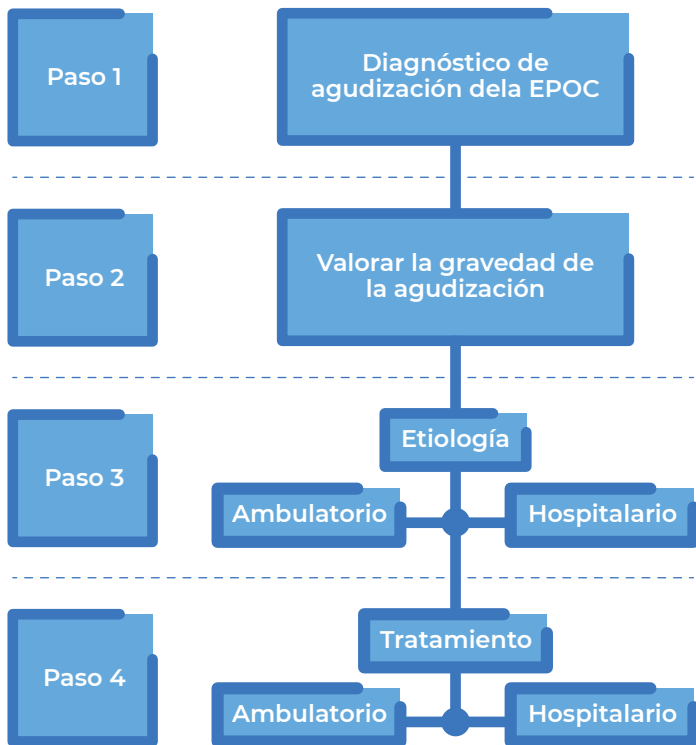 Paso 1
Diagnóstico de
agudización dela EPOC
Paso 2
Valorar la gravedad de
la agudización
Paso 3
Etiología
Ambulatorio
Hospitalario
Paso 4
Tratamiento
Ambulatorio
Hospitalario